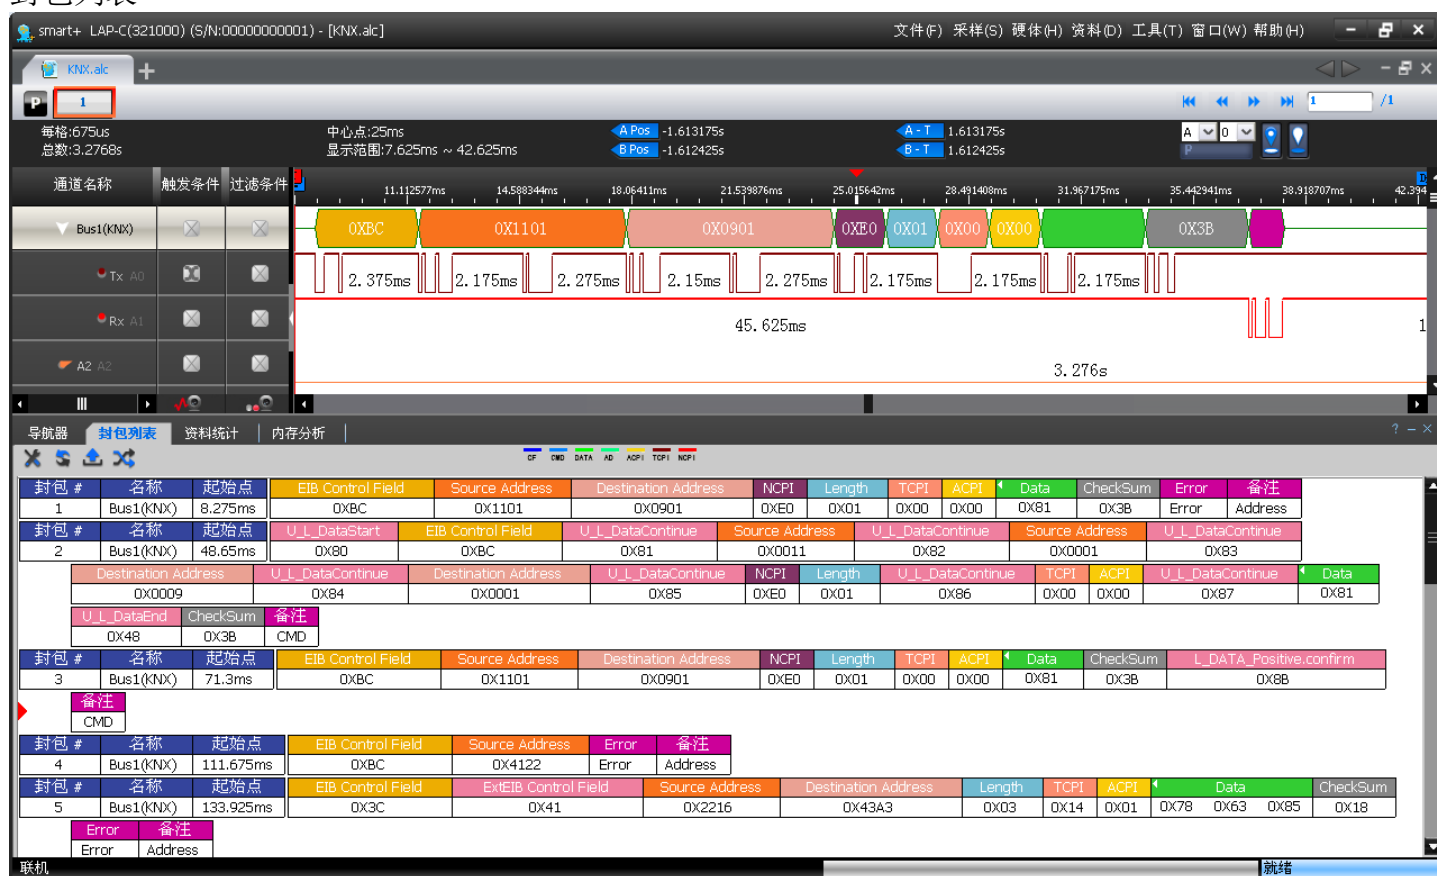 封包列表
smart+ LAP-C(321000) (S/N:00000000001) - [KNX.alc] 文件(F) 采样(S) 硬体(H) 资料(D) 工具(T) 窗口(W) 帮助(H)
KNX.alc
P 1 1 /1
每格:675us 中心点:25ms A Pos -1.613175s A - T 1.613175s A 0
总数:3.2768s 显示范围:7.625ms ~ 42.625ms B Pos -1.612425s B - T 1.612425s P
通道名称 触发条件 过滤条件 11.112577ms 14.588344ms 18.06411ms 21.539876ms 25.015642ms 28.491408ms 31.967175ms 35.442941ms 38.918707ms 42.394
Bus1(KNX) 0XBC 0X1101 0X0901 0XE0 0X01 0X00 0X00 0X3B
Tx A0 2.375ms 2.175ms 2.275ms 2.15ms 2.275ms 2.175ms 2.175ms 2.175ms
Rx A1 45.625ms 1
A2 A2 3.276s
导航器 封包列表 资料统计 内存分析
CF CMD DATA AD ACPI TCPI NCPI
封包 # 名称 起始点 EIB Control Field Source Address Destination Address NCPI Length TCPI ACPI Data CheckSum Error 备注
1 Bus1(KNX) 8.275ms 0XBC 0X1101 0X0901 0XE0 0X01 0X00 0X00 0X81 0X3B Error Address
封包 # 名称 起始点 U_L_DataStart EIB Control Field U_L_DataContinue Source Address U_L_DataContinue Source Address U_L_DataContinue
2 Bus1(KNX) 48.65ms 0X80 0XBC 0X81 0X0011 0X82 0X0001 0X83
Destination Address U_L_DataContinue Destination Address U_L_DataContinue NCPI Length U_L_DataContinue TCPI ACPI U_L_DataContinue Data
0X0009 0X84 0X0001 0X85 0XE0 0X01 0X86 0X00 0X00 0X87 0X81
U_L_DataEnd CheckSum 备注
0X48 0X3B CMD
封包 # 名称 起始点 EIB Control Field Source Address Destination Address NCPI Length TCPI ACPI Data CheckSum L_DATA_Positive.confirm
3 Bus1(KNX) 71.3ms 0XBC 0X1101 0X0901 0XE0 0X01 0X00 0X00 0X81 0X3B 0X8B
备注
CMD
封包 # 名称 起始点 EIB Control Field Source Address Error 备注
4 Bus1(KNX) 111.675ms 0XBC 0X4122 Error Address
封包 # 名称 起始点 EIB Control Field ExtEIB Control Field Source Address Destination Address Length TCPI ACPI Data CheckSum
5 Bus1(KNX) 133.925ms 0X3C 0X41 0X2216 0X43A3 0X03 0X14 0X01 0X78 0X63 0X85 0X18
Error 备注
Error Address
联机 就绪